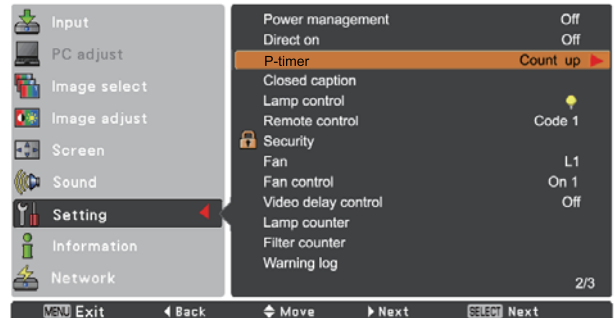 Input
PC adjust
Image select
Image adjust
Screen
Sound
Setting
Information
Network
Power management Off
Direct on Off
P-timer Count up
Closed caption
Lamp control
Remote control Code 1
Security
Fan L1
Fan control On 1
Video delay control Off
Lamp counter
Filter counter
Warning log
2/3
MENU Exit Back Move Next SELECT Next